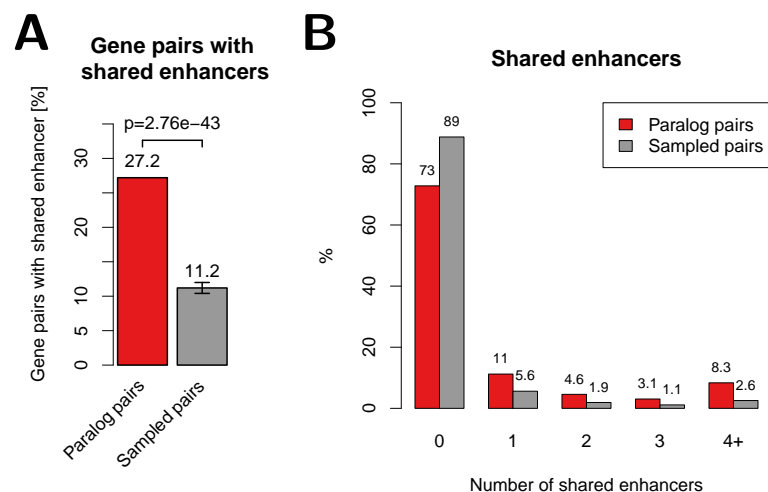 A
Gene pairs with
shared enhancers
Gene pairs with shared enhancer [%]
0
5
10
20
30
p=2.76e−43
27.2
11.2
Paralog pairs
Sampled pairs
B
Shared enhancers
%
0
20
40
60
80
100
Paralog pairs
Sampled pairs
73
89
11
5.6
4.6
1.9
3.1
1.1
8.3
2.6
0
1
2
3
4+
Number of shared enhancers